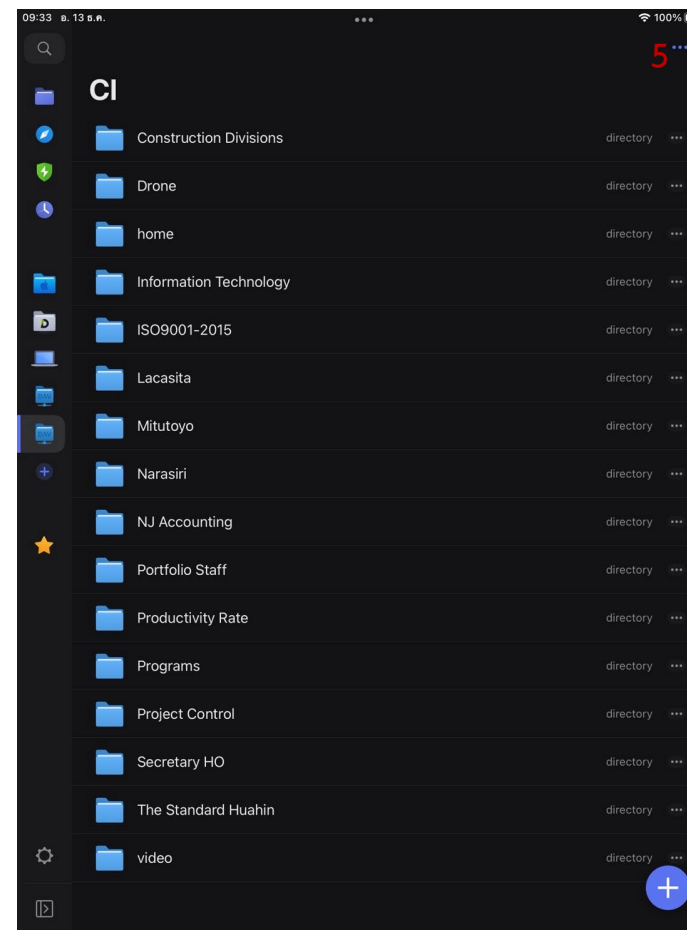 09:33 อ. 13 ธ.ค. 100%
5
CI
Construction Divisions directory
Drone directory
home directory
Information Technology directory
ISO9001-2015 directory
Lacasita directory
Mitutoyo directory
Narasiri directory
NJ Accounting directory
Portfolio Staff directory
Productivity Rate directory
Programs directory
Project Control directory
Secretary HO directory
The Standard Huahin directory
video directory
DAV
DAV